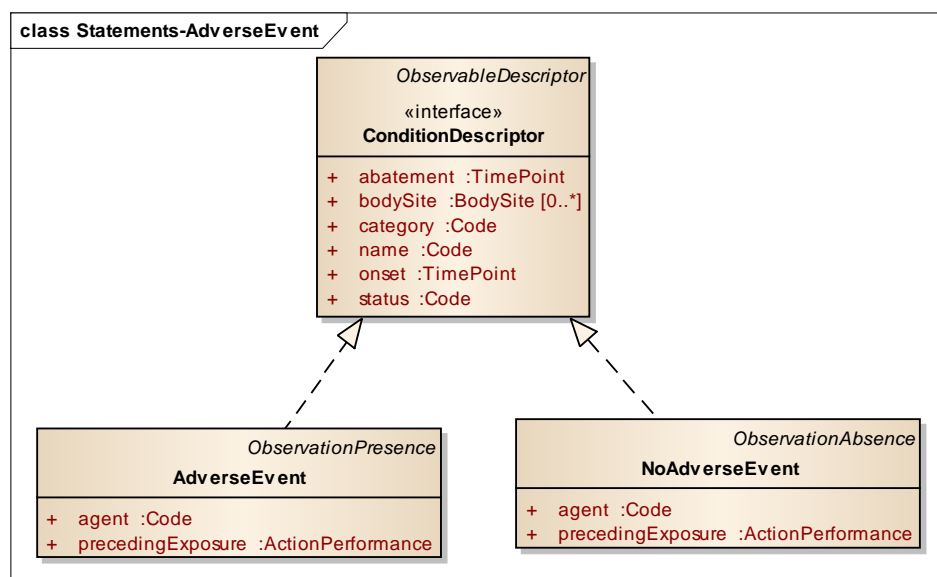 class Statements-AdverseEvent
ObservableDescriptor
«interface»
ConditionDescriptor
+ abatement :TimePoint
+ bodySite :BodySite [0..*]
+ category :Code
+ name :Code
+ onset :TimePoint
+ status :Code
ObservationPresence
AdverseEvent
+ agent :Code
+ precedingExposure :ActionPerformance
ObservationAbsence
NoAdverseEvent
+ agent :Code
+ precedingExposure :ActionPerformance